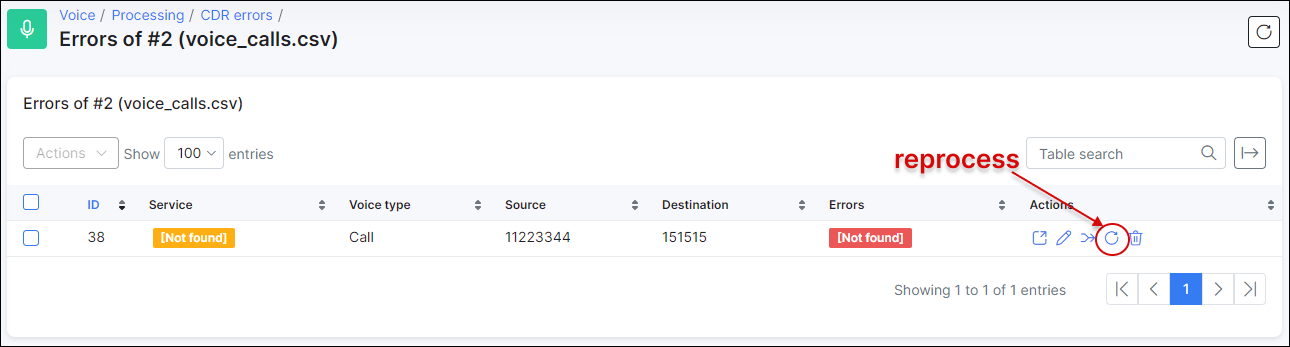 Voice / Processing / CDR errors /
Errors of #2 (voice_calls.csv)
Errors of #2 (voice_calls.csv)
Actions Show 100 entries
reprocess
Table search
ID Service Voice type Source Destination Errors Actions
38 [Not found] Call 11223344 151515 [Not found]
Showing 1 to 1 of 1 entries
1